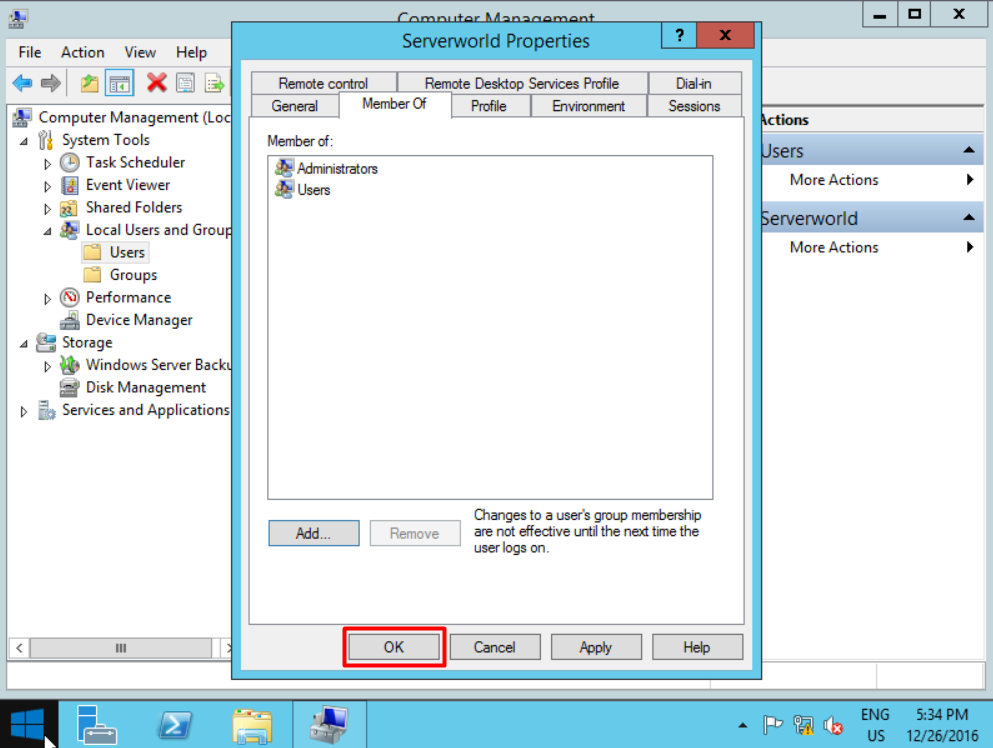 Computer Management
File Action View Help
Serverworld Properties
?
X
Computer Management (Loc
System Tools
Task Scheduler
Event Viewer
Shared Folders
Local Users and Group
Users
Groups
Performance
Device Manager
Storage
Windows Server Backu
Disk Management
Services and Applications
Remote control Remote Desktop Services Profile Dial-in
General Member Of Profile Environment Sessions
Member of:
Administrators
Users
Add... Remove
Changes to a user's group membership
are not effective until the next time the
user logs on.
OK Cancel Apply Help
Actions
Users
More Actions
Serverworld
More Actions
ENG
US
5:34 PM
12/26/2016